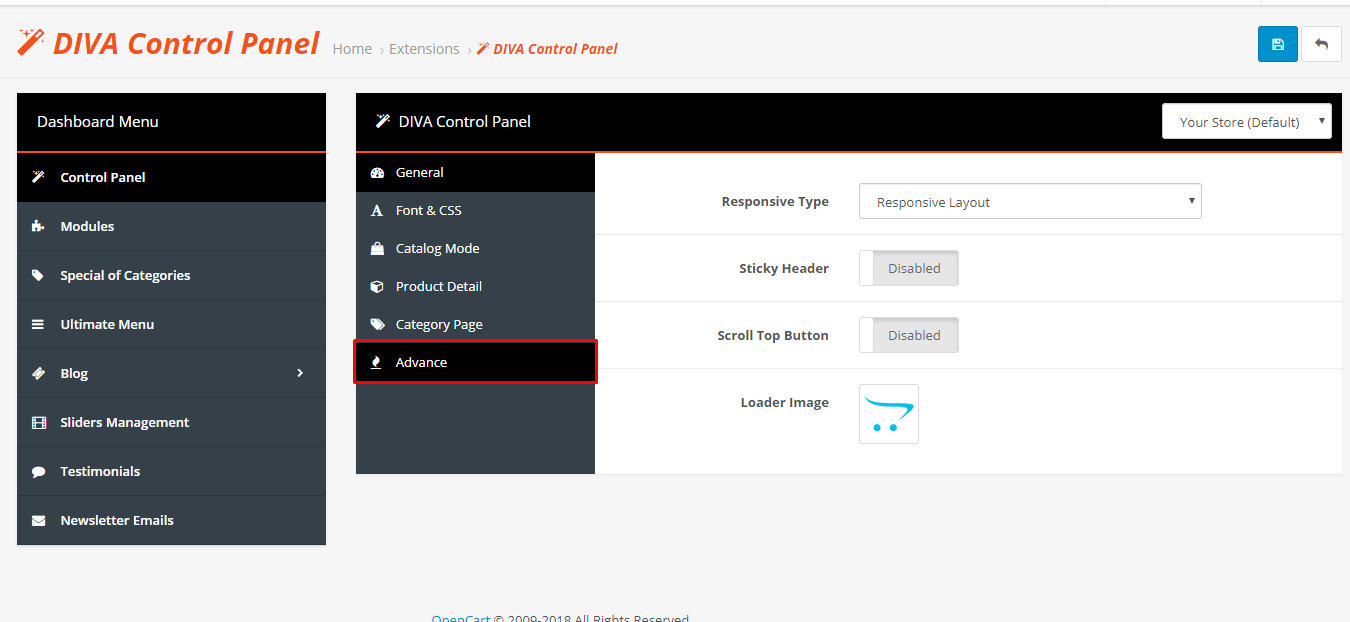 DIVA Control Panel Home › Extensions › DIVA Control Panel
Dashboard Menu
Control Panel
Modules
Special of Categories
Ultimate Menu
Blog
Sliders Management
Testimonials
Newsletter Emails
DIVA Control Panel
Your Store (Default)
General
Font & CSS
Catalog Mode
Product Detail
Category Page
Advance
Responsive Type
Responsive Layout
Sticky Header
Disabled
Scroll Top Button
Disabled
Loader Image
OpenCart © 2009-2018 All Rights Reserved.